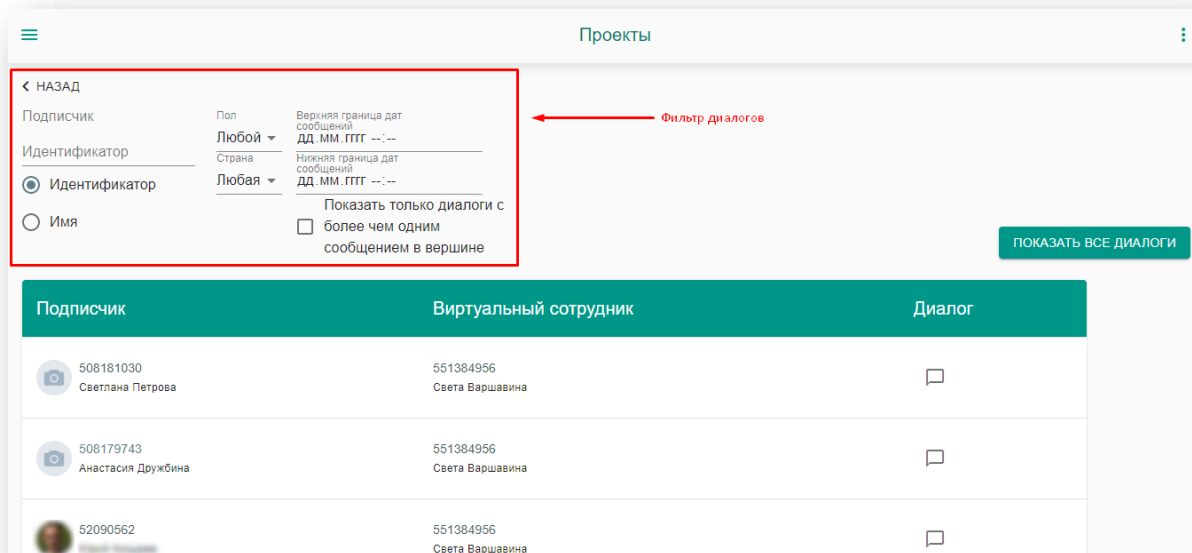 Проекты
НАЗАД
Подписчик
Идентификатор
Идентификатор
Имя
Пол
Любой
Страна
Любая
Верхняя граница дат
сообщений
дд.мм.гггг --:--
Нижняя граница дат
сообщений
дд.мм.гггг --:--
Показать только диалоги с
более чем одним
сообщением в вершине
Фильтр диалогов
ПОКАЗАТЬ ВСЕ ДИАЛОГИ
Подписчик Виртуальный сотрудник Диалог
508181030 551384956
Светлана Петрова Света Варшавина
508179743 551384956
Анастасия Дружбина Света Варшавина
52090562 551384956
Света Варшавина